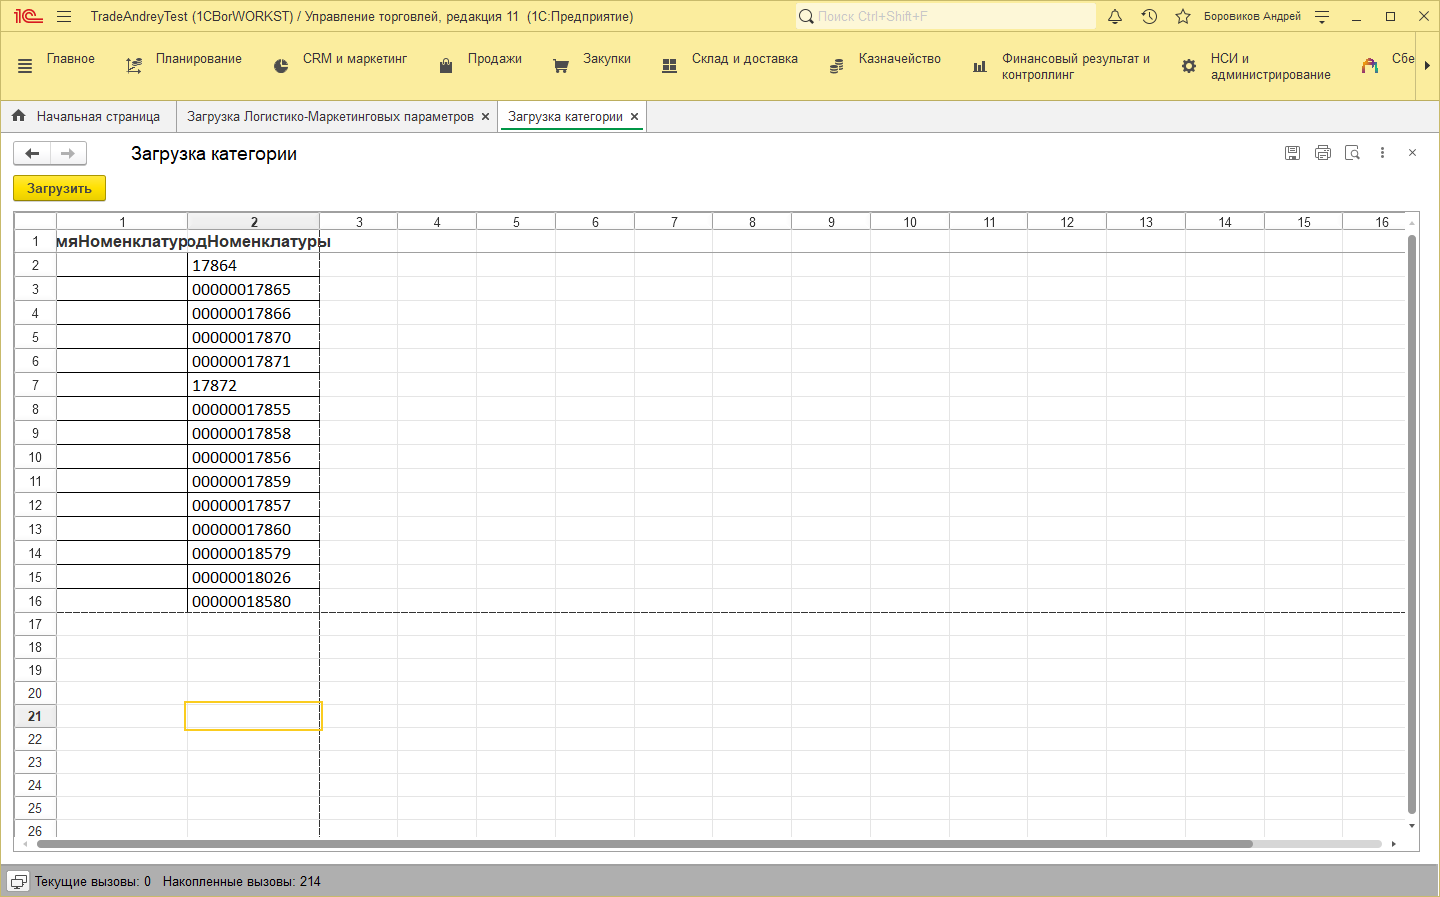 TradeAndreyTest (1CBorWORKST) / Управление торговлей, редакция 11 (1С:Предприятие)
Поиск Ctrl+Shift+F
Боровиков Андрей
Главное
Планирование
CRM и маркетинг
Продажи
Закупки
Склад и доставка
Казначейство
Финансовый результат и
контроллинг
НСИ и
администрирование
Сбе
Начальная страница
Загрузка Логистико-Маркетинговых параметров
Загрузка категории
Загрузка категории
Загрузить
1 2 3 4 5 6 7 8 9 10 11 12 13 14 15 16
1 мяНоменклатур одНоменклатуры
2 17864
3 00000017865
4 00000017866
5 00000017870
6 00000017871
7 17872
8 00000017855
9 00000017858
10 00000017856
11 00000017859
12 00000017857
13 00000017860
14 00000018579
15 00000018026
16 00000018580
17
18
19
20
21
22
23
24
25
26
Текущие вызовы: 0 Накопленные вызовы: 214